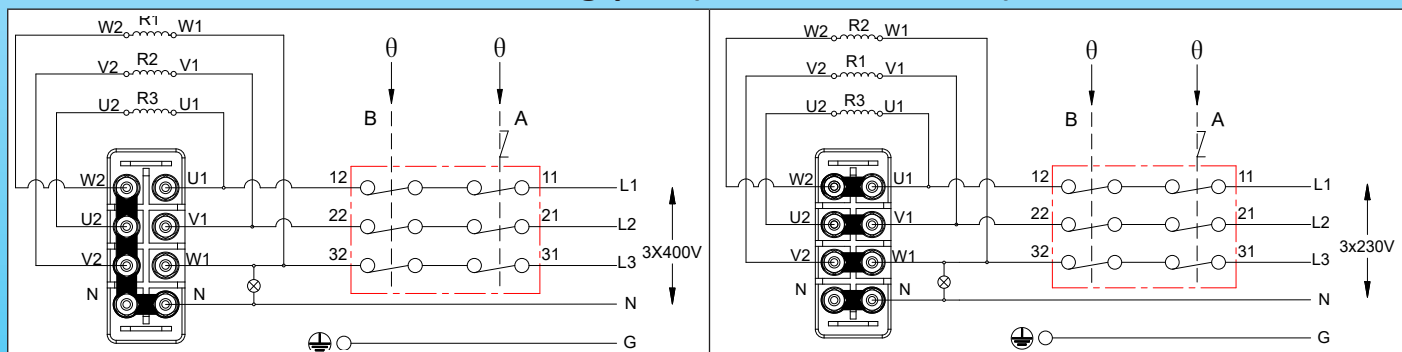 W2 R1 W1
V2 R2 V1
U2 R3 U1
θ θ
B A
W2 U1 12 11 L1
U2 V1 22 21 L2
V2 W1 32 31 L3
3X400V
N N N
G
W2 R2 W1
V2 R1 V1
U2 R3 U1
θ θ
B A
W2 U1 12 11 L1
U2 V1 22 21 L2
V2 W1 32 31 L3
3x230V
N N N
G